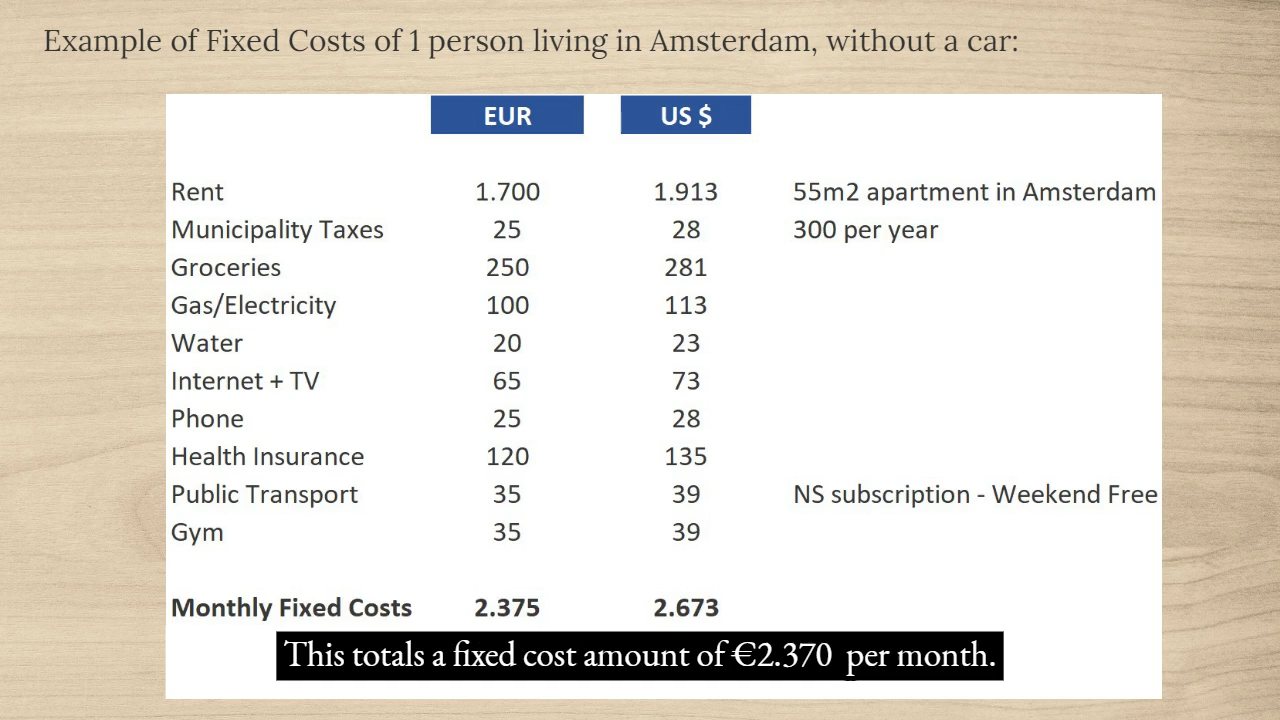 Example of Fixed Costs of 1 person living in Amsterdam, without a car:
EUR US $
Rent 1.700 1.913 55m2 apartment in Amsterdam
Municipality Taxes 25 28 300 per year
Groceries 250 281
Gas/Electricity 100 113
Water 20 23
Internet + TV 65 73
Phone 25 28
Health Insurance 120 135
Public Transport 35 39 NS subscription - Weekend Free
Gym 35 39
Monthly Fixed Costs 2.375 2.673
This totals a fixed cost amount of €2.370 per month.